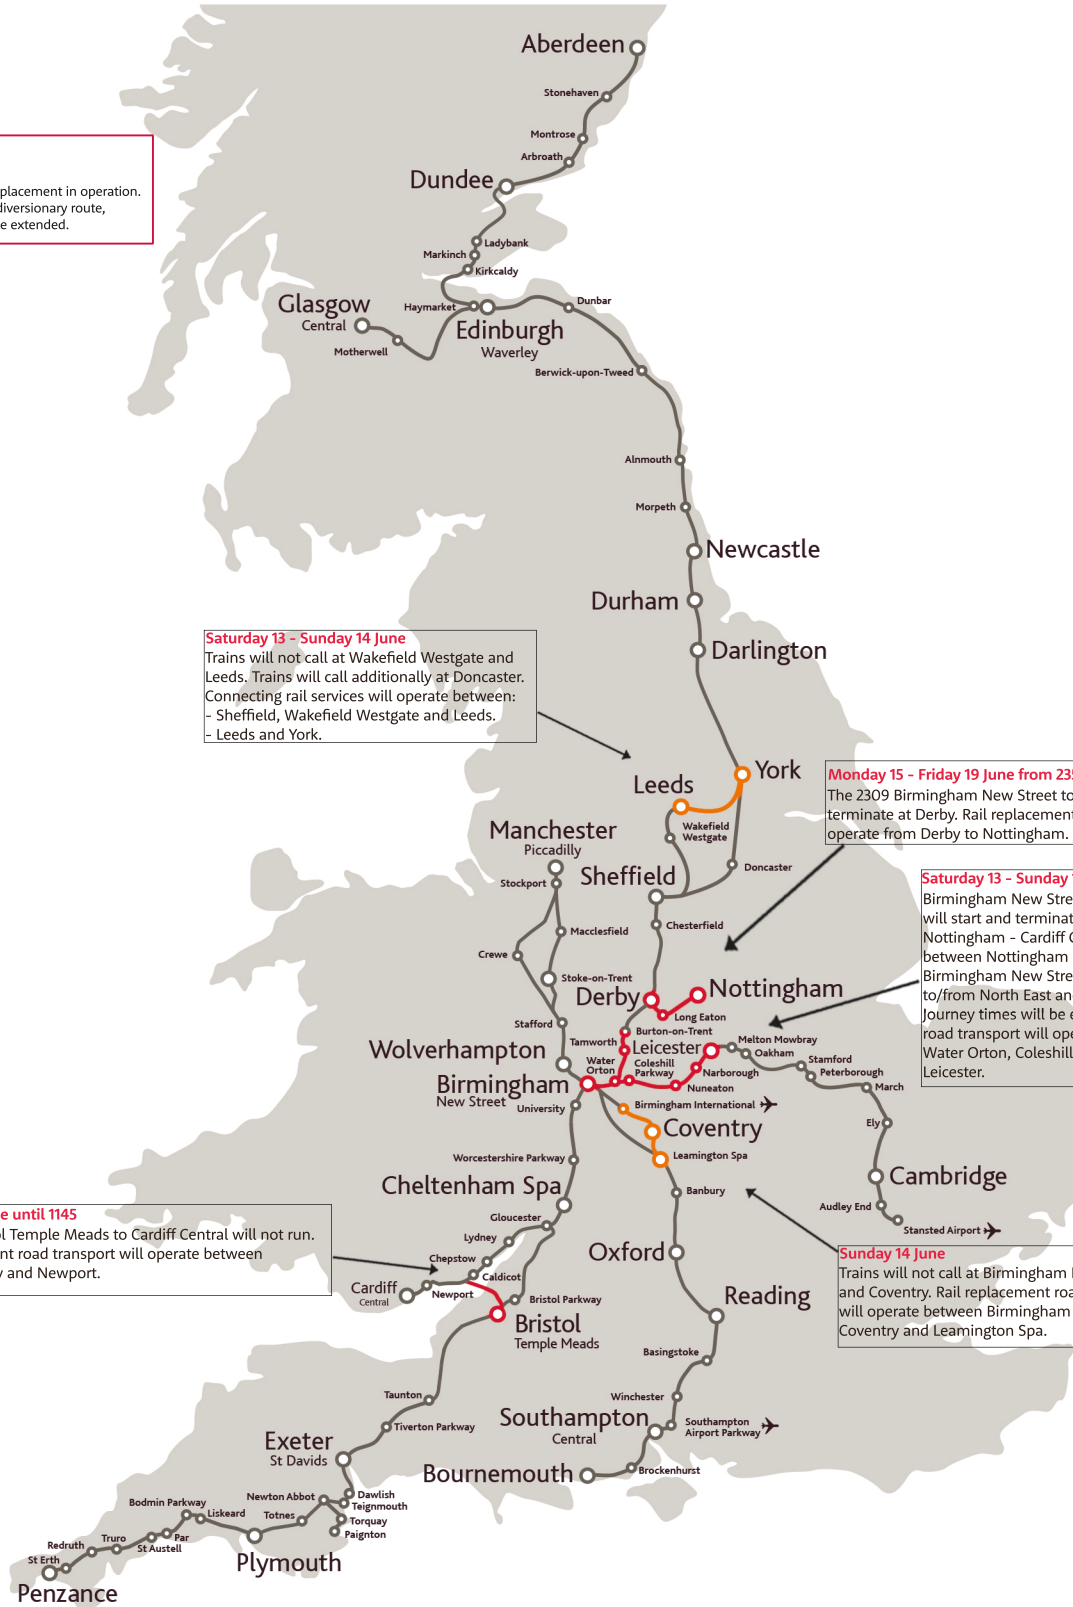 Aberdeen
Stonehaven
Montrose
Arbroath
placement in operation.
diversionary route,
e extended.
Dundee
Ladybank
Markinch
Kirkcaldy
Glasgow
Central
Haymarket
Dunbar
Edinburgh
Waverley
Motherwell
Berwick-upon-Tweed
Alnmouth
Morpeth
Newcastle
Durham
Darlington
Saturday 13 - Sunday 14 June
Trains will not call at Wakefield Westgate and
Leeds. Trains will call additionally at Doncaster.
Connecting rail services will operate between:
- Sheffield, Wakefield Westgate and Leeds.
- Leeds and York.
York
Leeds
Monday 15 - Friday 19 June from 23
The 2309 Birmingham New Street to
terminate at Derby. Rail replacement
operate from Derby to Nottingham.
Wakefield
Westgate
Manchester
Piccadilly
Stockport
Sheffield
Doncaster
Saturday 13 - Sunday
Birmingham New Stre
will start and terminat
Nottingham - Cardiff C
between Nottingham
Birmingham New Stre
to/from North East an
Journey times will be e
road transport will ope
Water Orton, Coleshill
Leicester.
Chesterfield
Macclesfield
Crewe
Stoke-on-Trent
Derby
Nottingham
Long Eaton
Stafford
Burton-on-Trent
Tamworth
Leicester
Melton Mowbray
Oakham
Stamford
Peterborough
March
Wolverhampton
Water
Orton
Coleshill
Parkway
Narborough
Nuneaton
Birmingham
New Street
University
Birmingham International
Coventry
Ely
Leamington Spa
Worcestershire Parkway
Cheltenham Spa
Banbury
Cambridge
Audley End
Stansted Airport
e until 1145
l Temple Meads to Cardiff Central will not run.
nt road transport will operate between
y and Newport.
Gloucester
Lydney
Chepstow
Caldicot
Cardiff
Central
Newport
Bristol Parkway
Bristol
Temple Meads
Oxford
Sunday 14 June
Trains will not call at Birmingham
and Coventry. Rail replacement roa
will operate between Birmingham
Coventry and Leamington Spa.
Reading
Basingstoke
Winchester
Taunton
Tiverton Parkway
Southampton
Central
Southampton
Airport Parkway
Exeter
St Davids
Bournemouth
Brockenhurst
Dawlish
Teignmouth
Newton Abbot
Torquay
Paignton
Totnes
Bodmin Parkway
Liskeard
Plymouth
Par
St Austell
Truro
Redruth
St Erth
Penzance